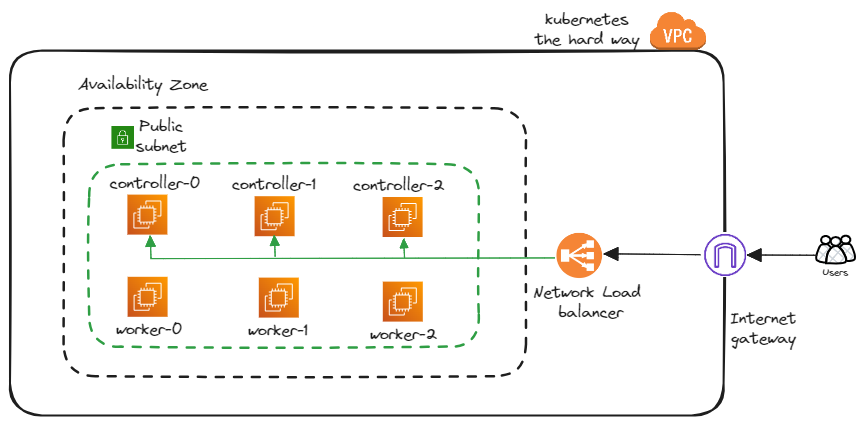 kubernetes
the hard way
VPC
Availability Zone
Public
subnet
controller-0
controller-1
controller-2
worker-0
worker-1
worker-2
Network Load
balancer
Internet
gateway
Users